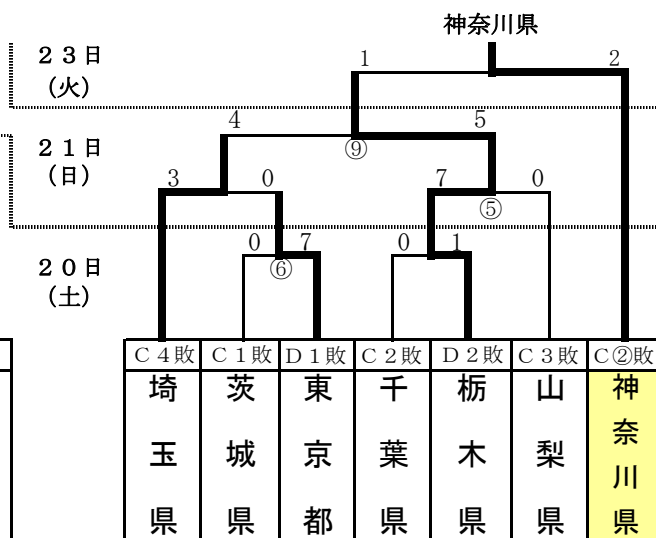 神奈川県
２３日
(火)
1 2
２１日
(日)
4 5
⑨
3 0 7 0
⑤
２０日
(土)
0 7 0 1
⑥
Ｃ４敗 Ｃ１敗 Ｄ１敗 Ｃ２敗 Ｄ２敗 Ｃ３敗 Ｃ②敗
埼玉県 茨城県 東京都 千葉県 栃木県 山梨県 神奈川県